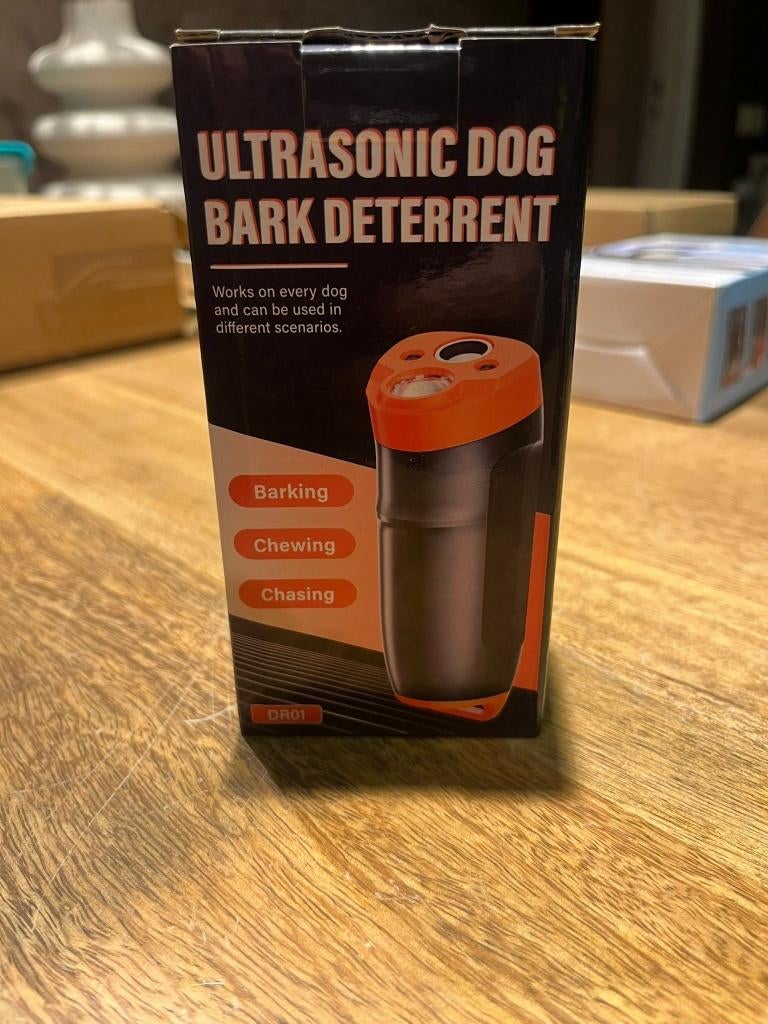 ULTRASONIC DOG
BARK DETERRENT
Works on every dog
and can be used in
different scenarios.
Barking
Chewing
Chasing
DR01